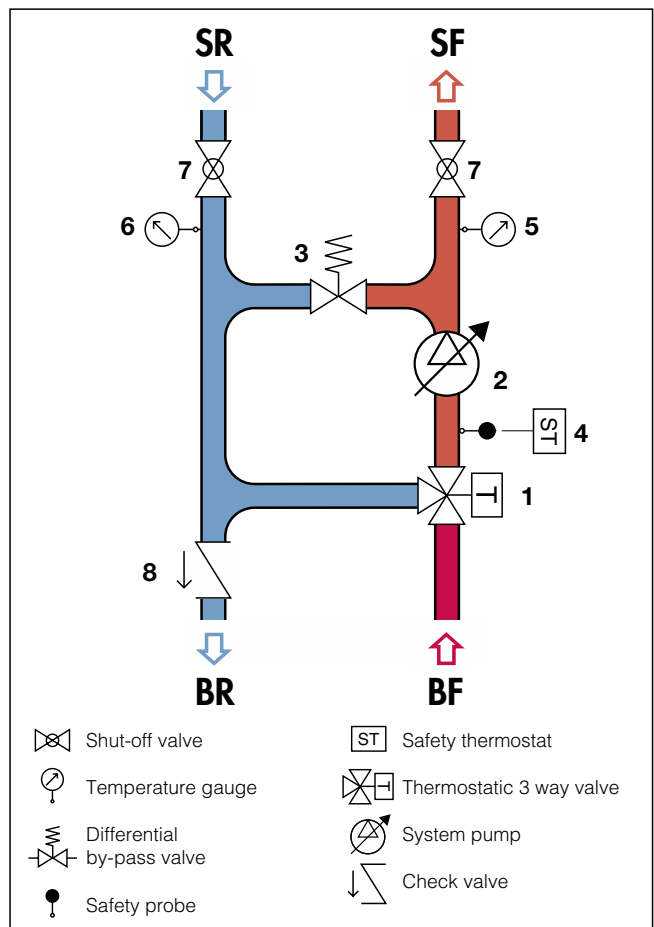 SR SF
7 7
6 3 5
2
ST 4
T 1
8
BR BF
Shut-off valve
ST Safety thermostat
Temperature gauge
T Thermostatic 3 way valve
Differential
by-pass valve
System pump
Safety probe
Check valve